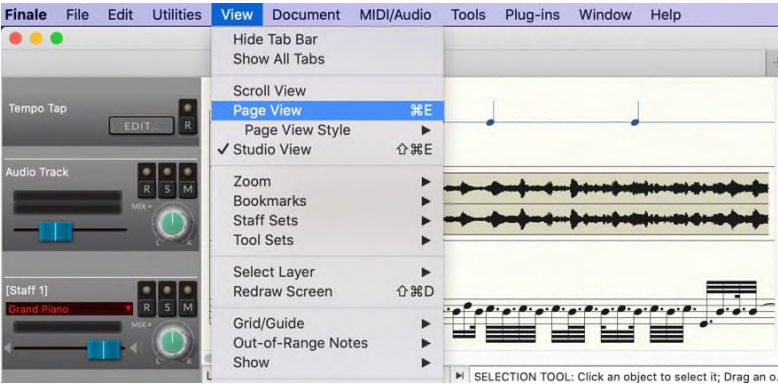 Finale File Edit Utilities View Document MIDI/Audio Tools Plug-ins Window Help
Hide Tab Bar
Show All Tabs
Scroll View
Page View ⌘E
Page View Style ▶
✓ Studio View ⇧⌘E
Zoom ▶
Bookmarks ▶
Staff Sets ▶
Tool Sets ▶
Select Layer ▶
Redraw Screen ⇧⌘D
Grid/Guide ▶
Out-of-Range Notes ▶
Show ▶
Tempo Tap
EDIT... R
Audio Track
R S M
MIX
L R
[Staff 1]
Grand Piano R S M
MIX
L R
SELECTION TOOL: Click an object to select it; Drag an o